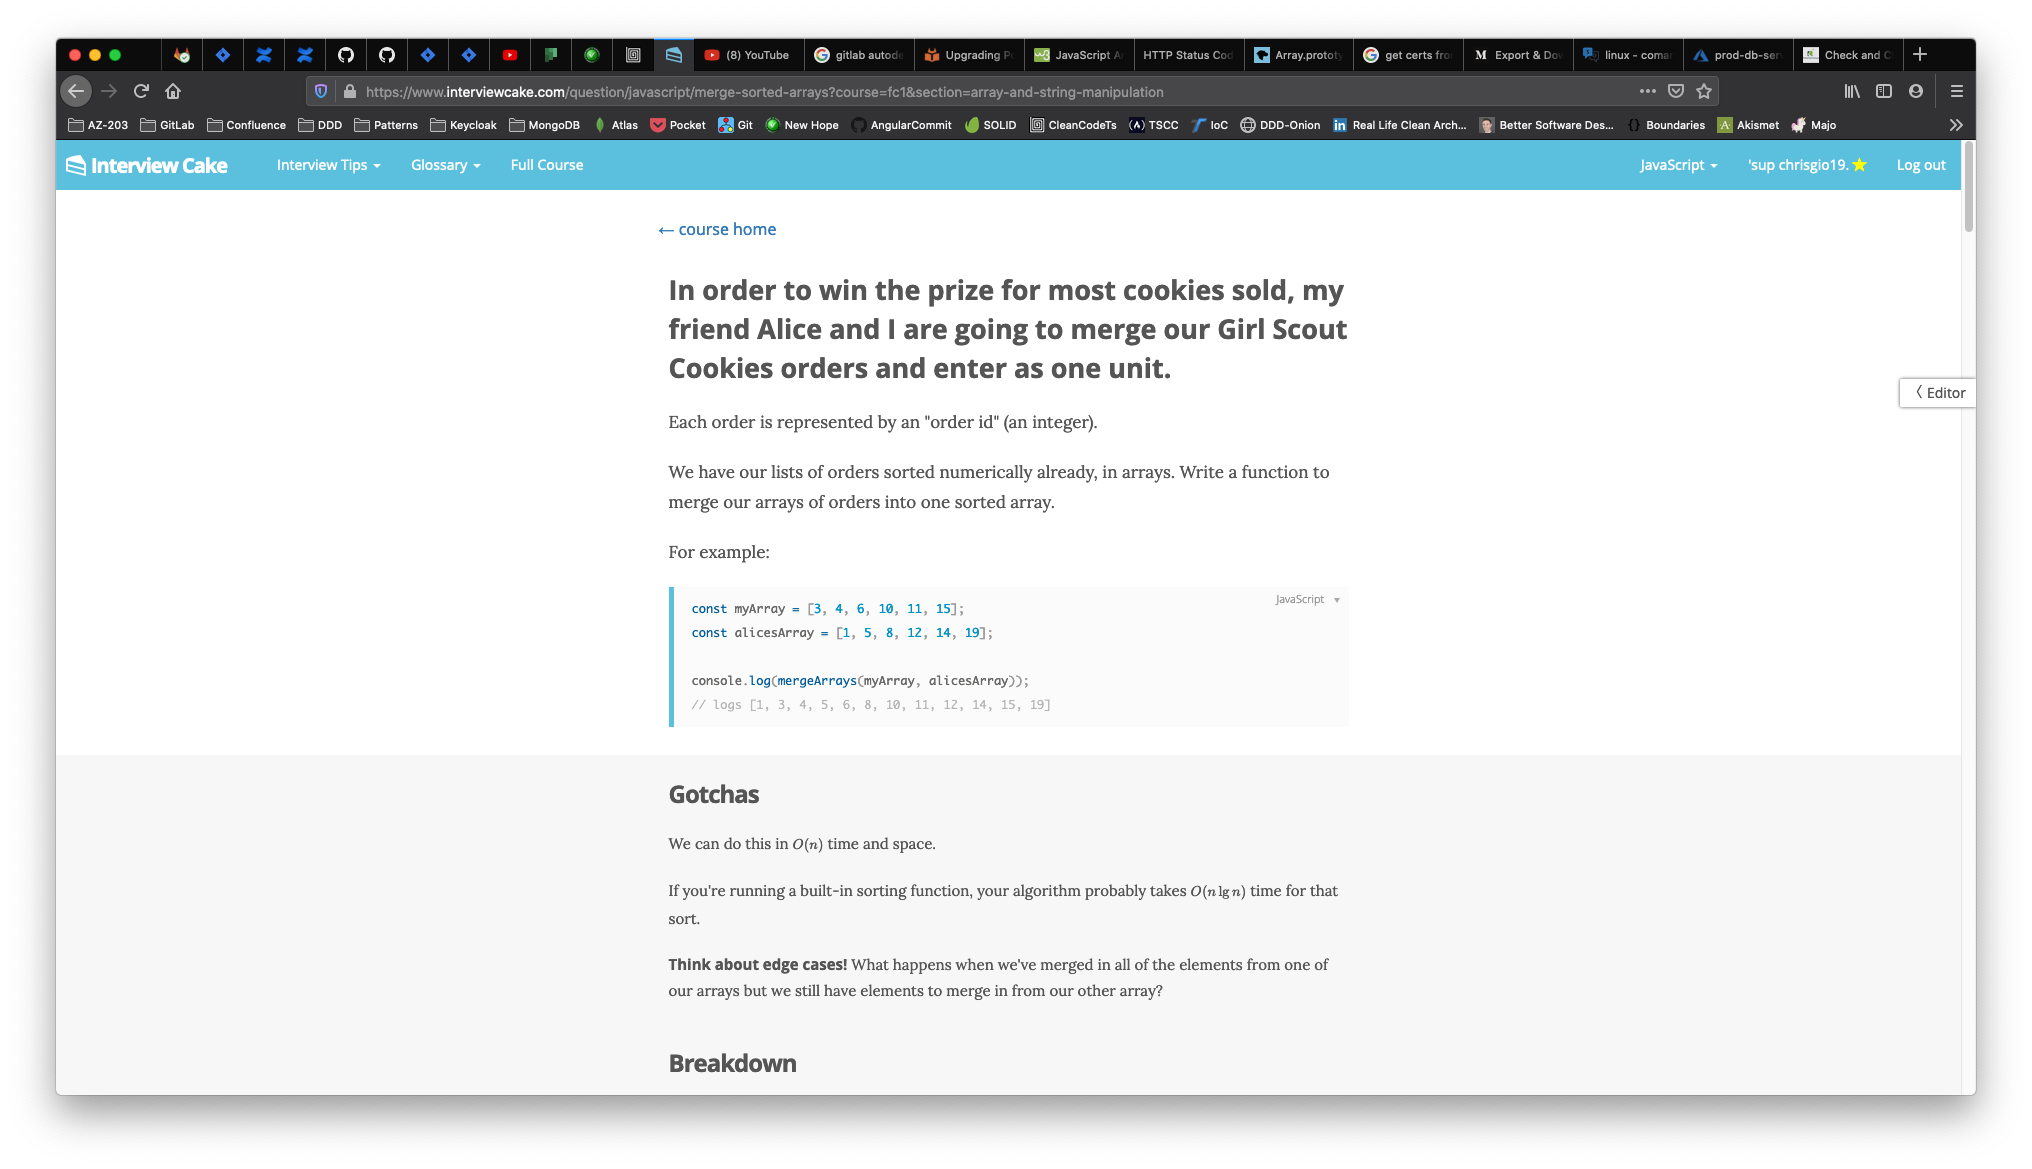 (8) YouTube
gitlab autode
Upgrading P
JavaScript A
HTTP Status Cod
Array.prototy
get certs fro
M Export & Dov
linux - coma
prod-db-serv
Check and C
https://www.interviewcake.com/question/javascript/merge-sorted-arrays?course=fc1&section=array-and-string-manipulation
AZ-203 GitLab Confluence DDD Patterns Keycloak MongoDB Atlas Pocket Git New Hope AngularCommit SOLID CleanCodeTs TSCC IoC DDD-Onion Real Life Clean Arch... Better Software Des... Boundaries Akismet Majo
Interview Cake Interview Tips Glossary Full Course JavaScript 'sup chrisgio19. Log out
← course home
In order to win the prize for most cookies sold, my
friend Alice and I are going to merge our Girl Scout
Cookies orders and enter as one unit.
Editor
Each order is represented by an "order id" (an integer).
We have our lists of orders sorted numerically already, in arrays. Write a function to
merge our arrays of orders into one sorted array.
For example:
JavaScript
const myArray = [3, 4, 6, 10, 11, 15];
const alicesArray = [1, 5, 8, 12, 14, 19];
console.log(mergeArrays(myArray, alicesArray));
// logs [1, 3, 4, 5, 6, 8, 10, 11, 12, 14, 15, 19]
Gotchas
We can do this in O(n) time and space.
If you're running a built-in sorting function, your algorithm probably takes O(n lg n) time for that
sort.
Think about edge cases! What happens when we've merged in all of the elements from one of
our arrays but we still have elements to merge in from our other array?
Breakdown